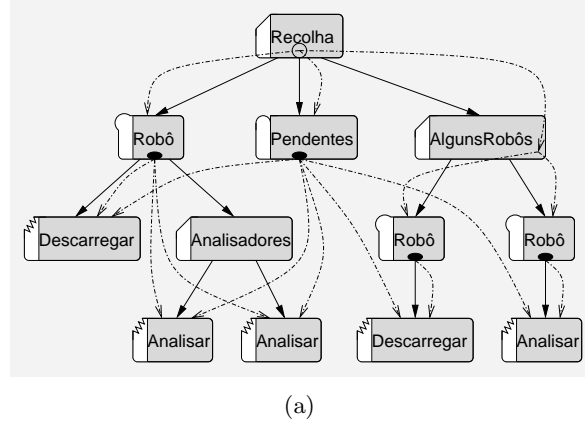 Recolha
Robô Pendentes AlgunsRobôs
Descarregar Analisadores Robô Robô
Analisar Analisar Descarregar Analisar
(a)